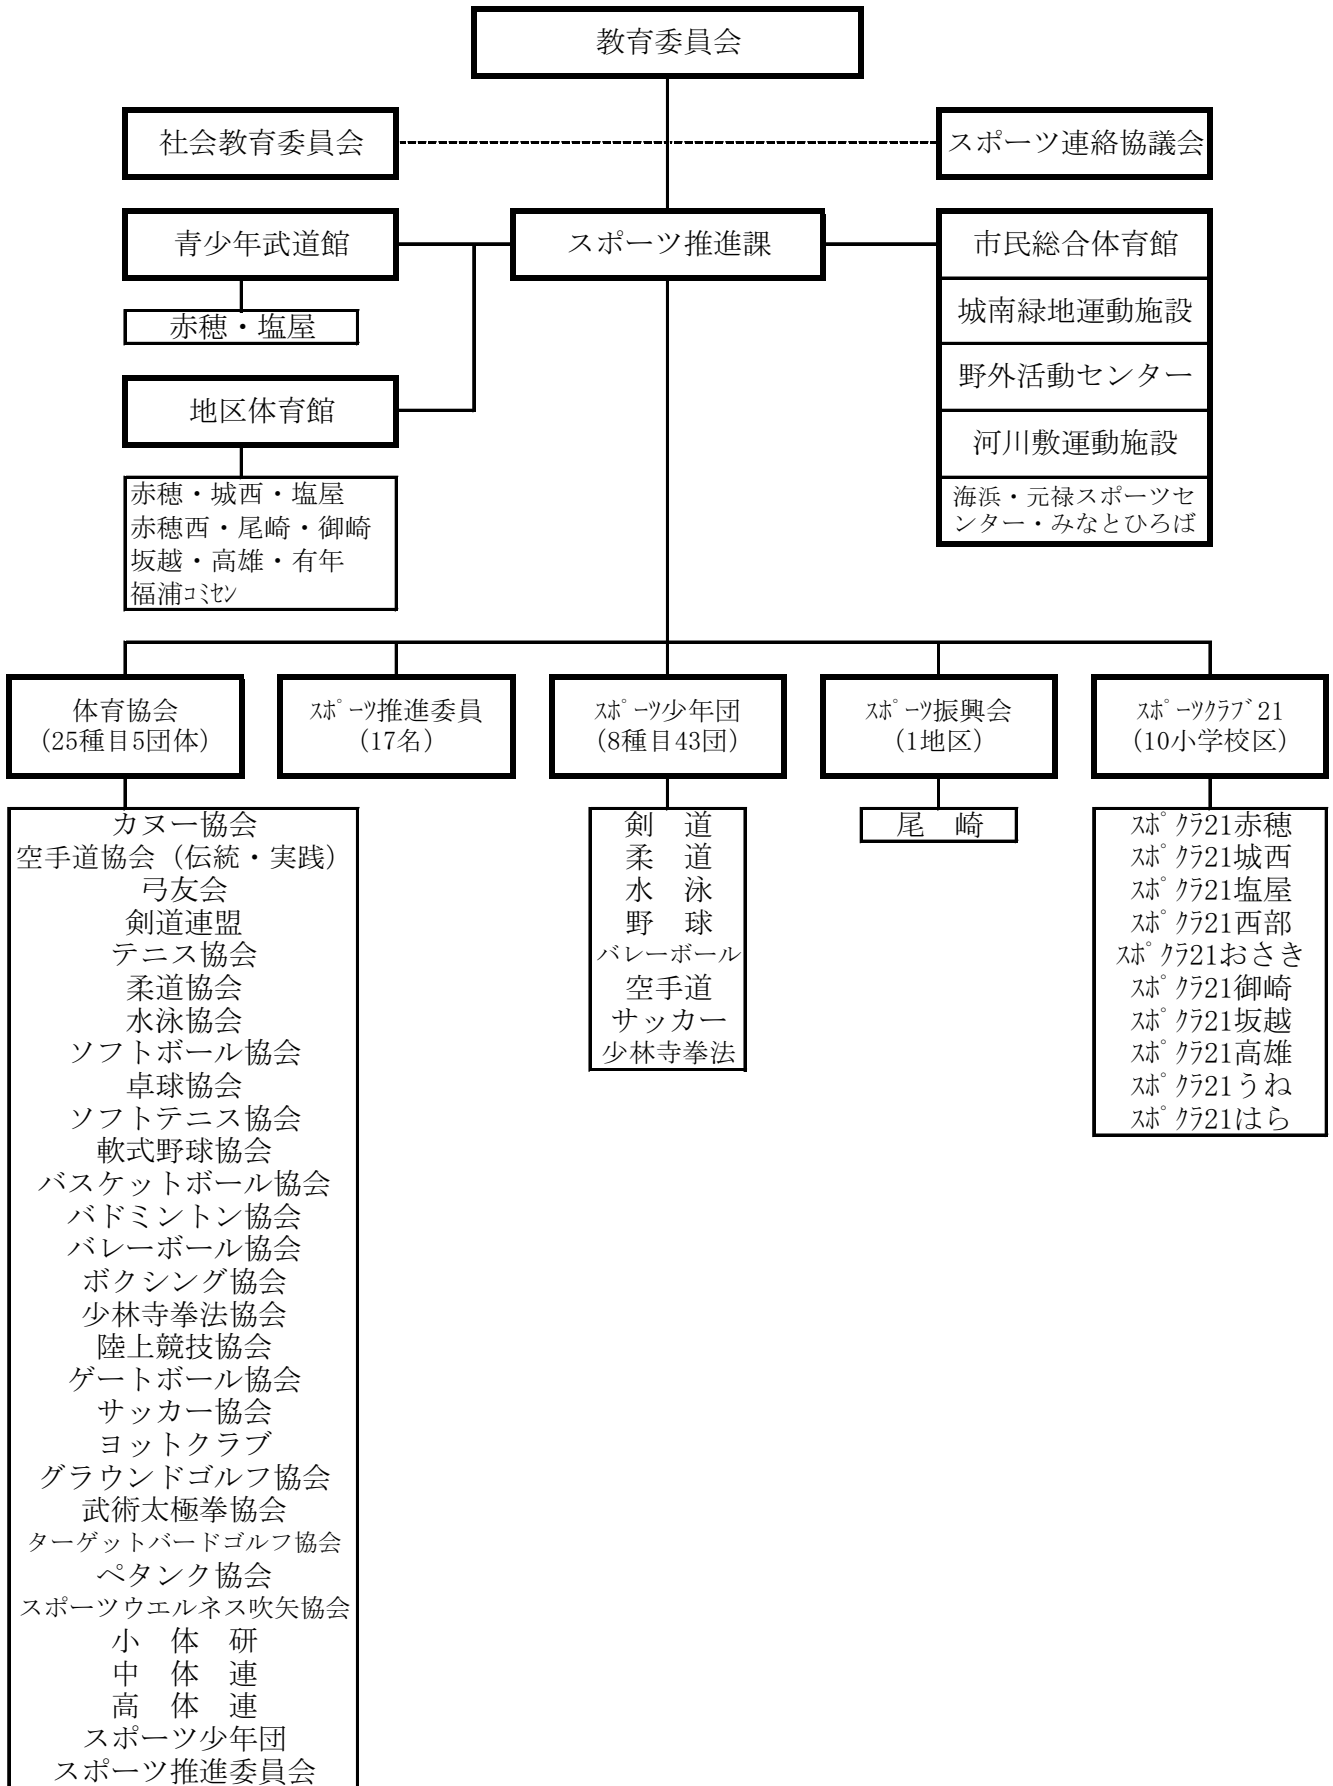 教育委員会
社会教育委員会
スポーツ連絡協議会
青少年武道館
スポーツ推進課
市民総合体育館
赤穂・塩屋
城南緑地運動施設
野外活動センター
地区体育館
河川敷運動施設
赤穂・城西・塩屋
赤穂西・尾崎・御崎
坂越・高雄・有年
福浦ｺﾐｾﾝ
海浜・元禄スポーツセ
ンター・みなとひろば
体育協会
（25種目5団体）
ｽﾎﾟｰﾂ推進委員
（17名）
ｽﾎﾟｰﾂ少年団
（8種目43団）
ｽﾎﾟｰﾂ振興会
（1地区）
ｽﾎﾟｰﾂｸﾗﾌﾞ21
（10小学校区）
カヌー協会
空手道協会（伝統・実践）
弓友会
剣道連盟
テニス協会
柔道協会
水泳協会
ソフトボール協会
卓球協会
ソフトテニス協会
軟式野球協会
バスケットボール協会
バドミントン協会
バレーボール協会
ボクシング協会
少林寺拳法協会
陸上競技協会
ゲートボール協会
サッカー協会
ヨットクラブ
グラウンドゴルフ協会
武術太極拳協会
ターゲットバードゴルフ協会
ペタンク協会
スポーツウエルネス吹矢協会
小　体　研
中　体　連
高　体　連
スポーツ少年団
スポーツ推進委員会
剣　道
柔　道
水　泳
野　球
バレーボール
空手道
サッカー
少林寺拳法
尾　崎
ｽﾎﾟｸﾗ21赤穂
ｽﾎﾟｸﾗ21城西
ｽﾎﾟｸﾗ21塩屋
ｽﾎﾟｸﾗ21西部
ｽﾎﾟｸﾗ21おさき
ｽﾎﾟｸﾗ21御崎
ｽﾎﾟｸﾗ21坂越
ｽﾎﾟｸﾗ21高雄
ｽﾎﾟｸﾗ21うね
ｽﾎﾟｸﾗ21はら